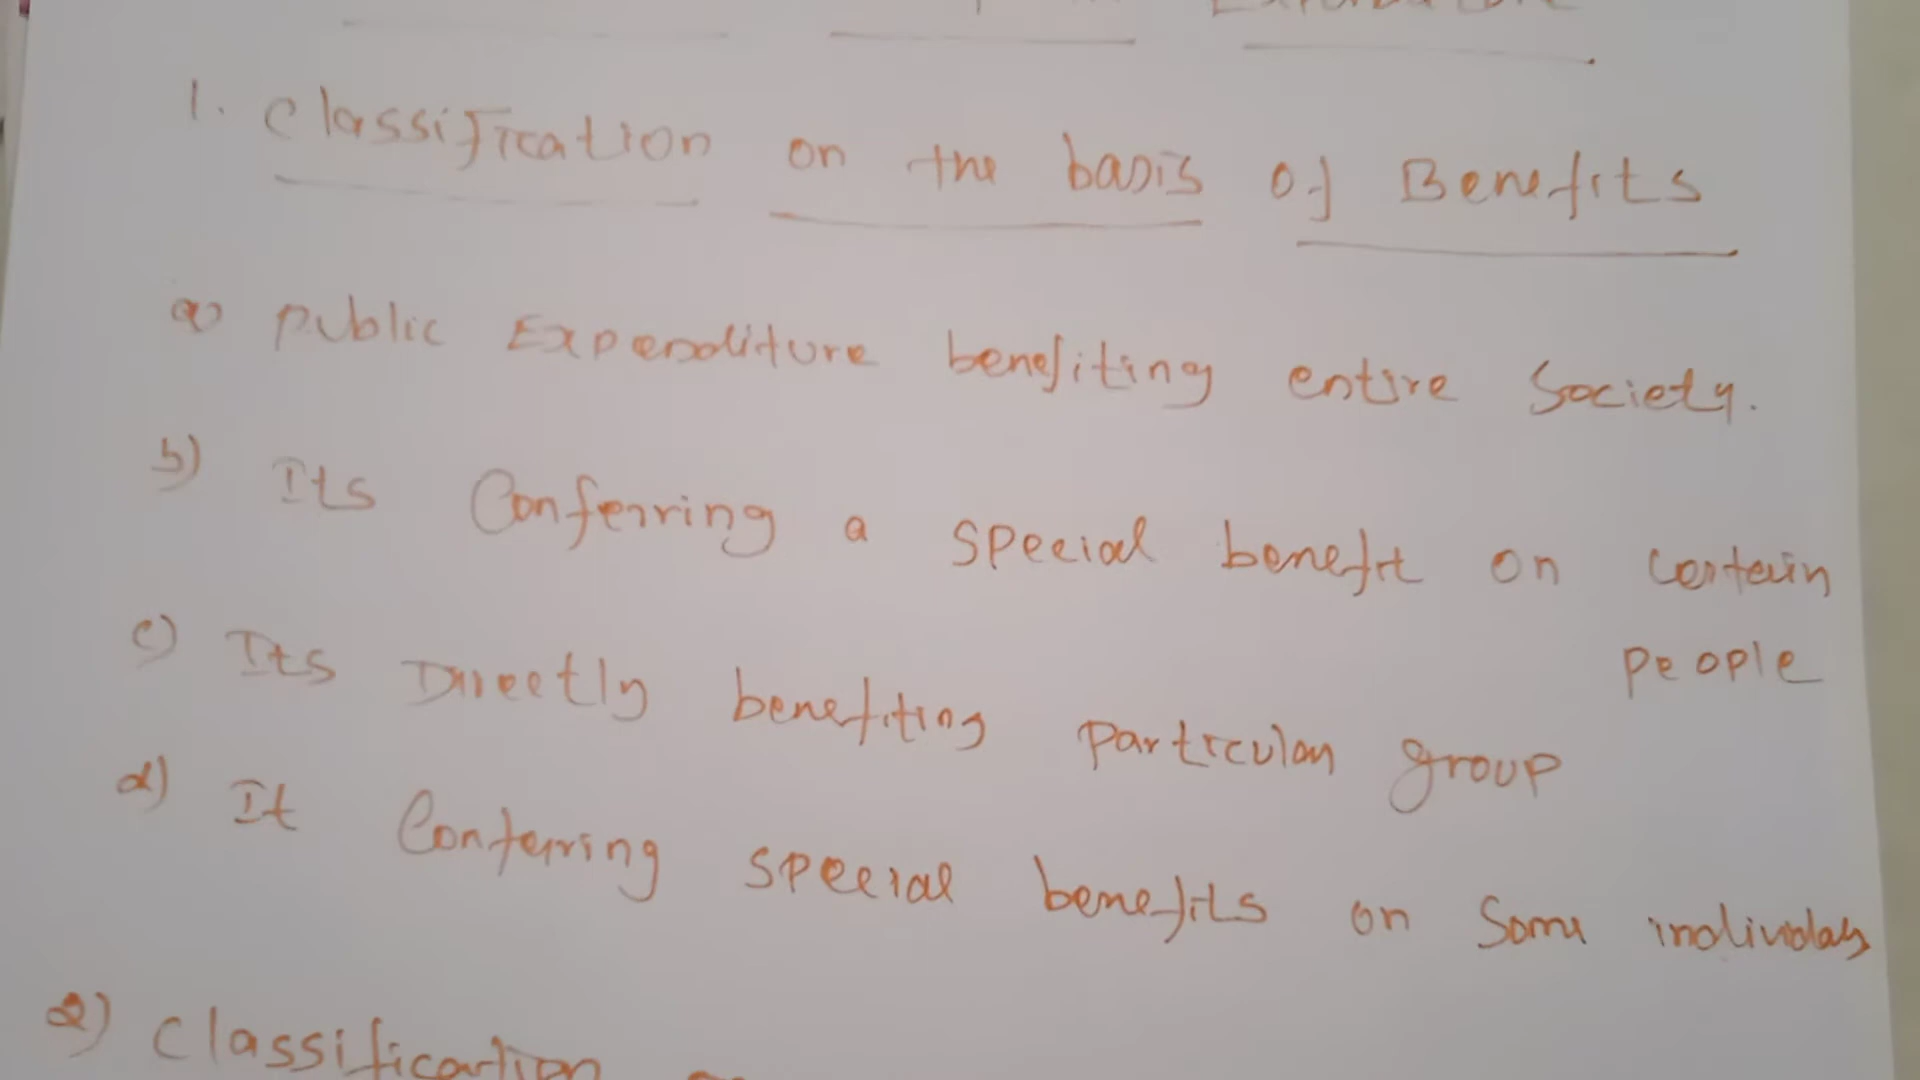 1. Classification on the basis of Benefits
a) Public Expenditure benefiting entire Society.
b) Its Conferring a special benefit on certain
people
c) Its Directly benefiting particular group
d) It Conferring special benefits on Some
2) Classification